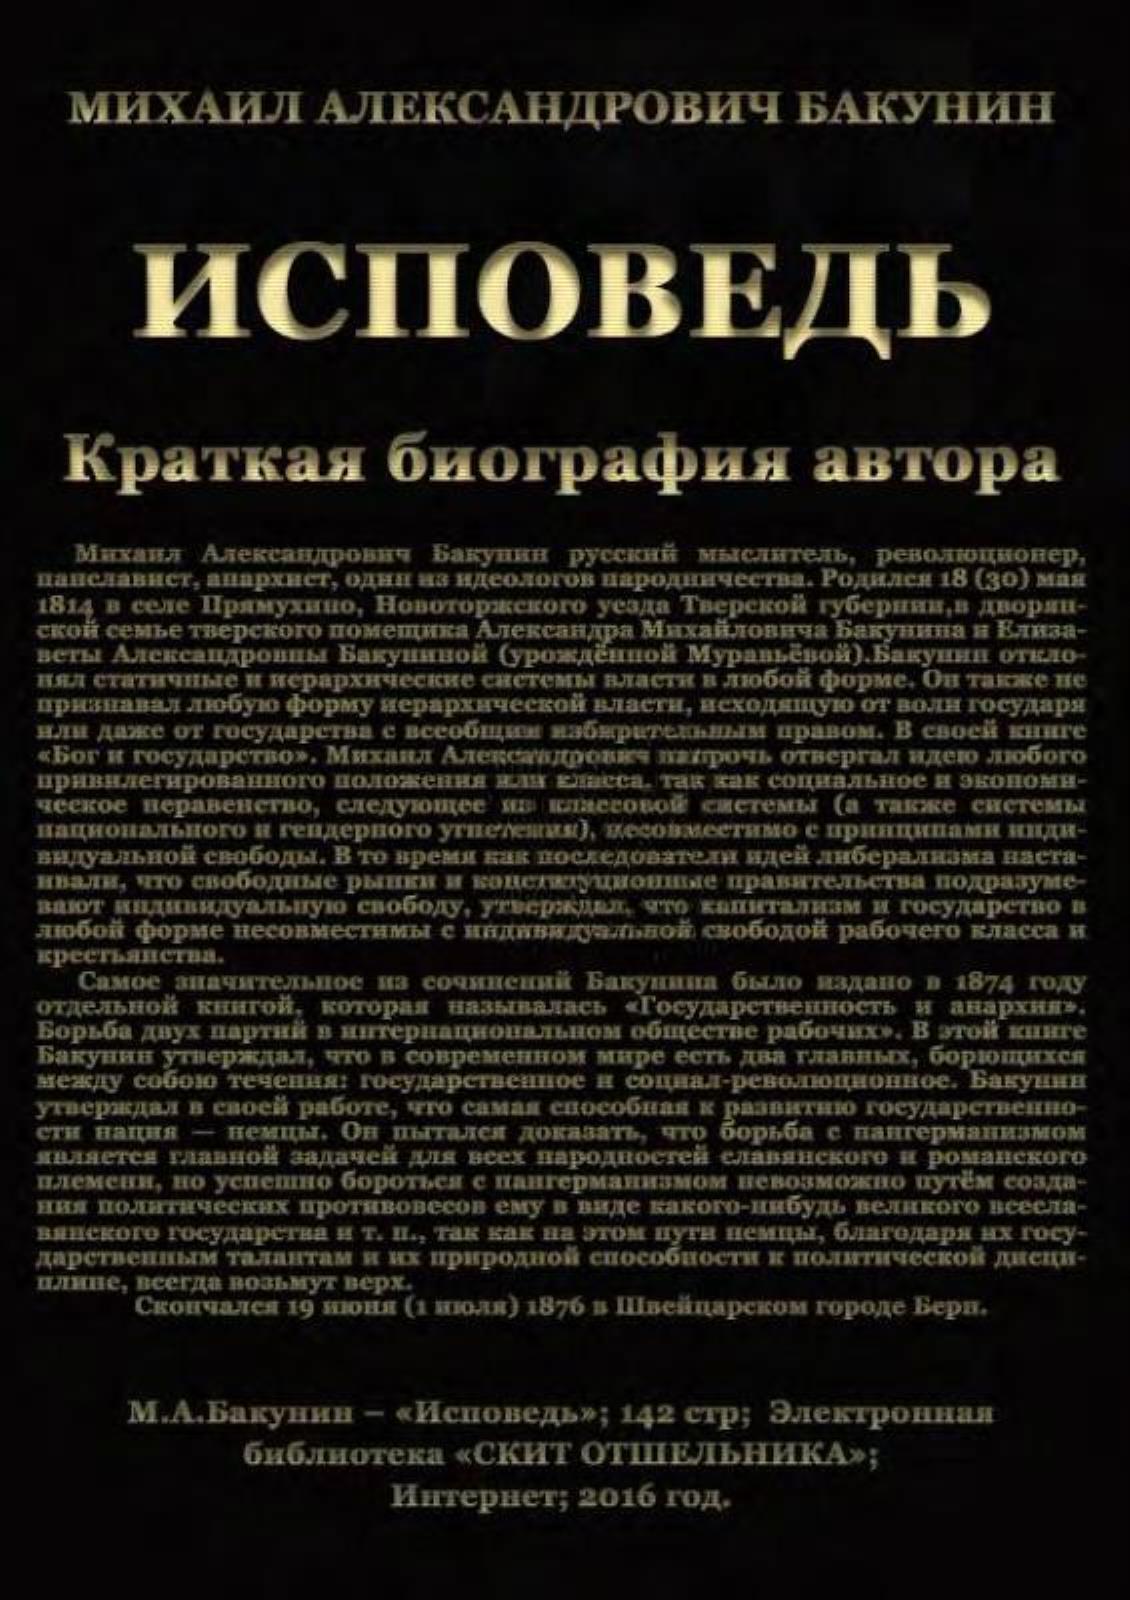 МИХАИЛ АЛЕКСАНДРОВИЧ БАКУНИН
ИСПОВЕДЬ
Краткая биография автора
Михаил Александрович Бакунин русский мыслитель, революционер,
панславист, анархист, один из идеологов народничества. Родился 18 (30) мая
1814 в селе Прямухино, Новоторжского уезда Тверской губернии,в дворян-
ской семье тверского помещика Александра Михайловича Бакунина и Елиза-
веты Александровны Бакуниной (урождённой Муравьёвой).Бакунин откло-
нял статичные и иерархические системы власти в любой форме. Он также не
признавал любую форму иерархической власти, исходящую от воли государя
или даже от государства с всеобщим избирательным правом. В своей книге
«Бог и государство». Михаил Александрович напрочь отвергал идею любого
привилегированного положения или класса, так как социальное и экономи-
ческое неравенство, следующее из классовой системы (а также системы
национального и гендерного угнетения), несовместимо с принципами инди-
видуальной свободы. В то время как последователи идей либерализма наста-
ивали, что свободные рынки и конституционные правительства подразуме-
вают индивидуальную свободу, утверждал, что капитализм и государство в
любой форме несовместимы с индивидуальной свободой рабочего класса и
крестьянства.
Самое значительное из сочинений Бакунина было издано в 1874 году
отдельной книгой, которая называлась «Государственность и анархия».
Борьба двух партий в интернациональном обществе рабочих». В этой книге
Бакунин утверждал, что в современном мире есть два главных, борющихся
между собою течения: государственное и социал-революционное. Бакунин
утверждал в своей работе, что самая способная к развитию государственно-
сти нация — немцы. Он пытался доказать, что борьба с пангерманизмом
является главной задачей для всех народностей славянского и романского
племени, но успешно бороться с пангерманизмом невозможно путём созда-
ния политических противовесов ему в виде какого-нибудь великого всесла-
вянского государства и т. п., так как на этом пути немцы, благодаря их госу-
дарственным талантам и их природной способности к политической дисци-
плине, всегда возьмут верх.
Скончался 19 июня (1 июля) 1876 в Швейцарском городе Берн.
М.А.Бакунин – «Исповедь»; 142 стр; Электронная
библиотека «СКИТ ОТШЕЛЬНИКА»;
Интернет; 2016 год.